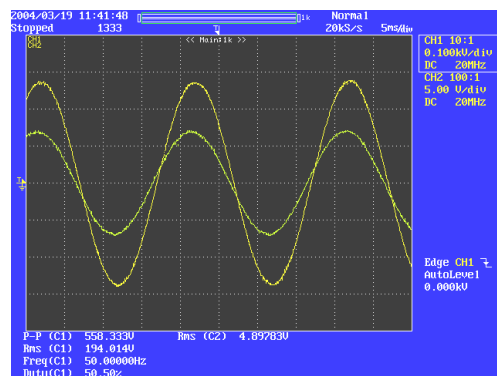 2004/03/19 11:41:48 1k Normal
Stopped 1333 20kS/s 5ms/div
CH1
CH2
<< Main:1k >>
CH1 10:1
0.100kV/div
DC 20MHz
CH2 100:1
5.00 V/div
DC 20MHz
Edge CH1
AutoLevel
0.000kV
P-P (C1) 558.333V Rms (C2) 4.89783V
Rms (C1) 194.014V
Freq(C1) 50.00000Hz
Duty(C1) 50.50%